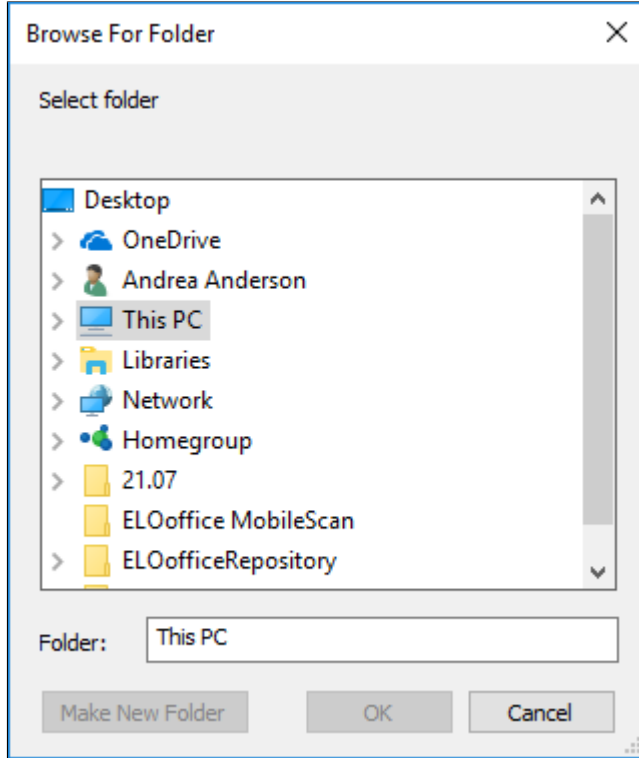 Browse For Folder
Select folder
Desktop
OneDrive
Andrea Anderson
This PC
Libraries
Network
Homegroup
21.07
ELOoffice MobileScan
ELOofficeRepository
Folder: This PC
Make New Folder OK Cancel